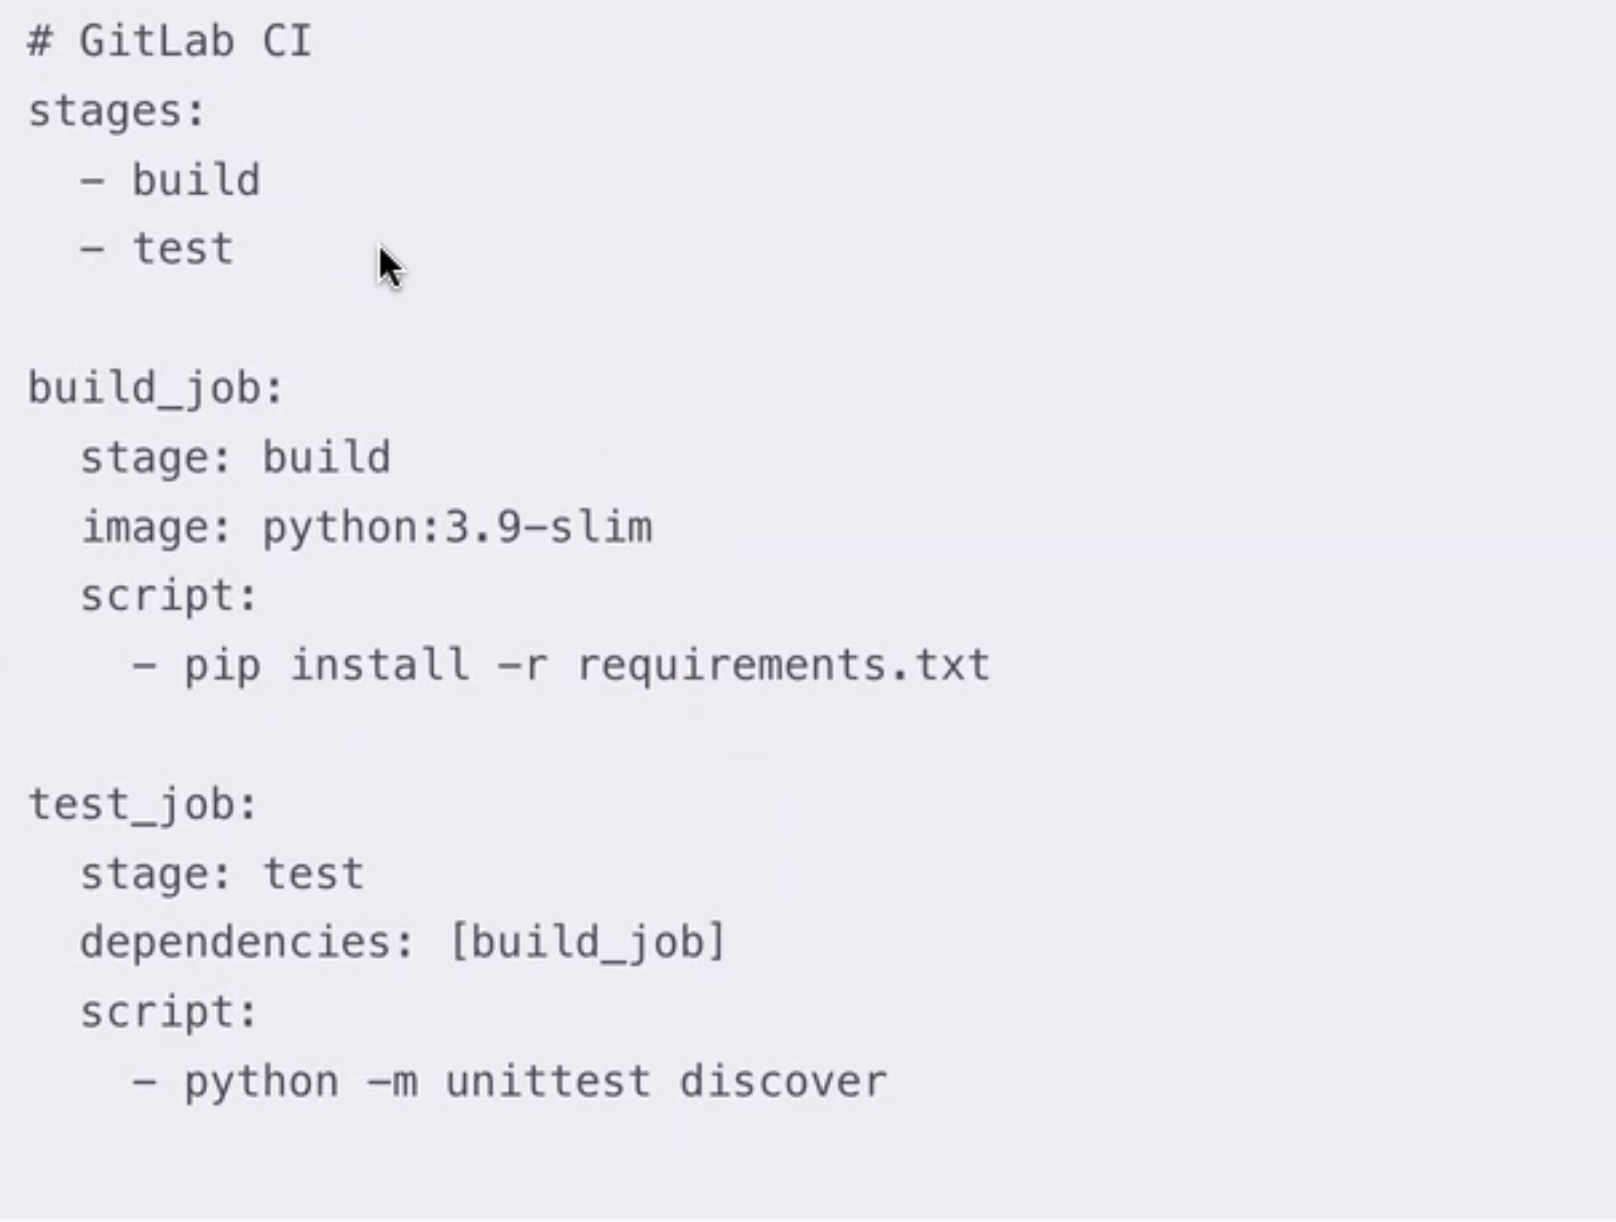 # GitLab CI
stages:
  - build
  - test

build_job:
  stage: build
  image: python:3.9-slim
  script:
    - pip install -r requirements.txt

test_job:
  stage: test
  dependencies: [build_job]
  script:
    - python -m unittest discover